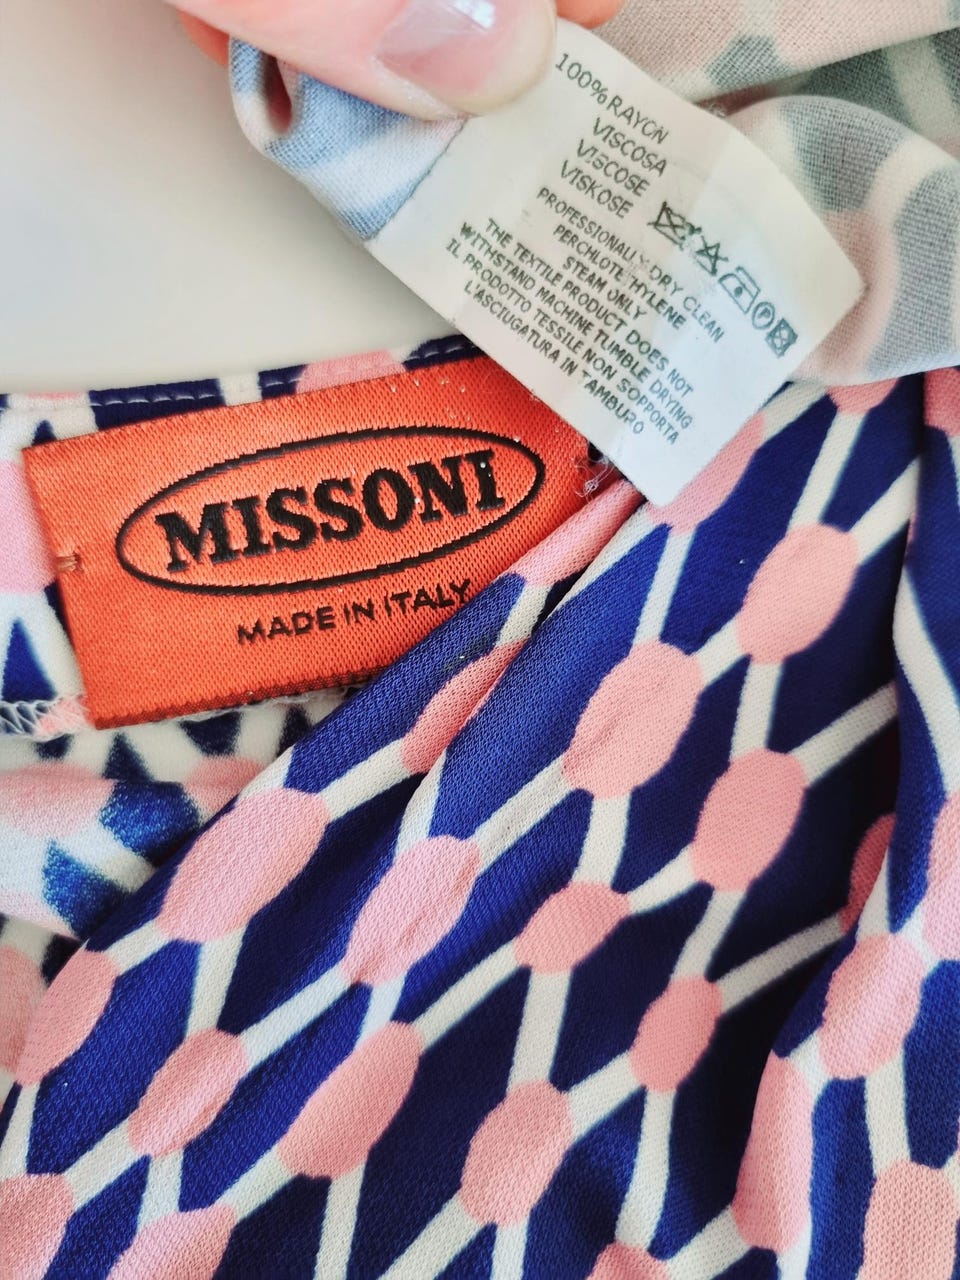 100% RAYON
VISCOSA
VISCOSE
VISKOSE
PROFESSIONALLY DRY CLEAN
PERCHLOTETHYLENE
STEAM ONLY
THE TEXTILE PRODUCT DOES NOT
WITHSTAND MACHINE TUMBLE DRYING
IL PRODOTTO TESSILE NON SOPPORTA
L'ASCIUGATURA IN TAMBURO
P
MISSONI
MADE IN ITALY